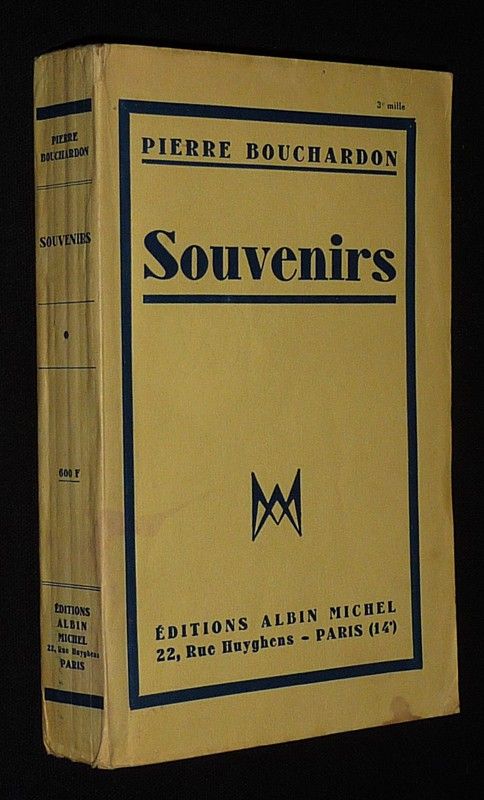 PIERRE
BOUCHARDON
SOUVENIRS
600 F
ÉDITIONS
ALBIN
MICHEL
22, Rue Huyghens
PARIS
3e mille
PIERRE BOUCHARDON
Souvenirs
AM
ÉDITIONS ALBIN MICHEL
22, Rue Huyghens - PARIS (14e)